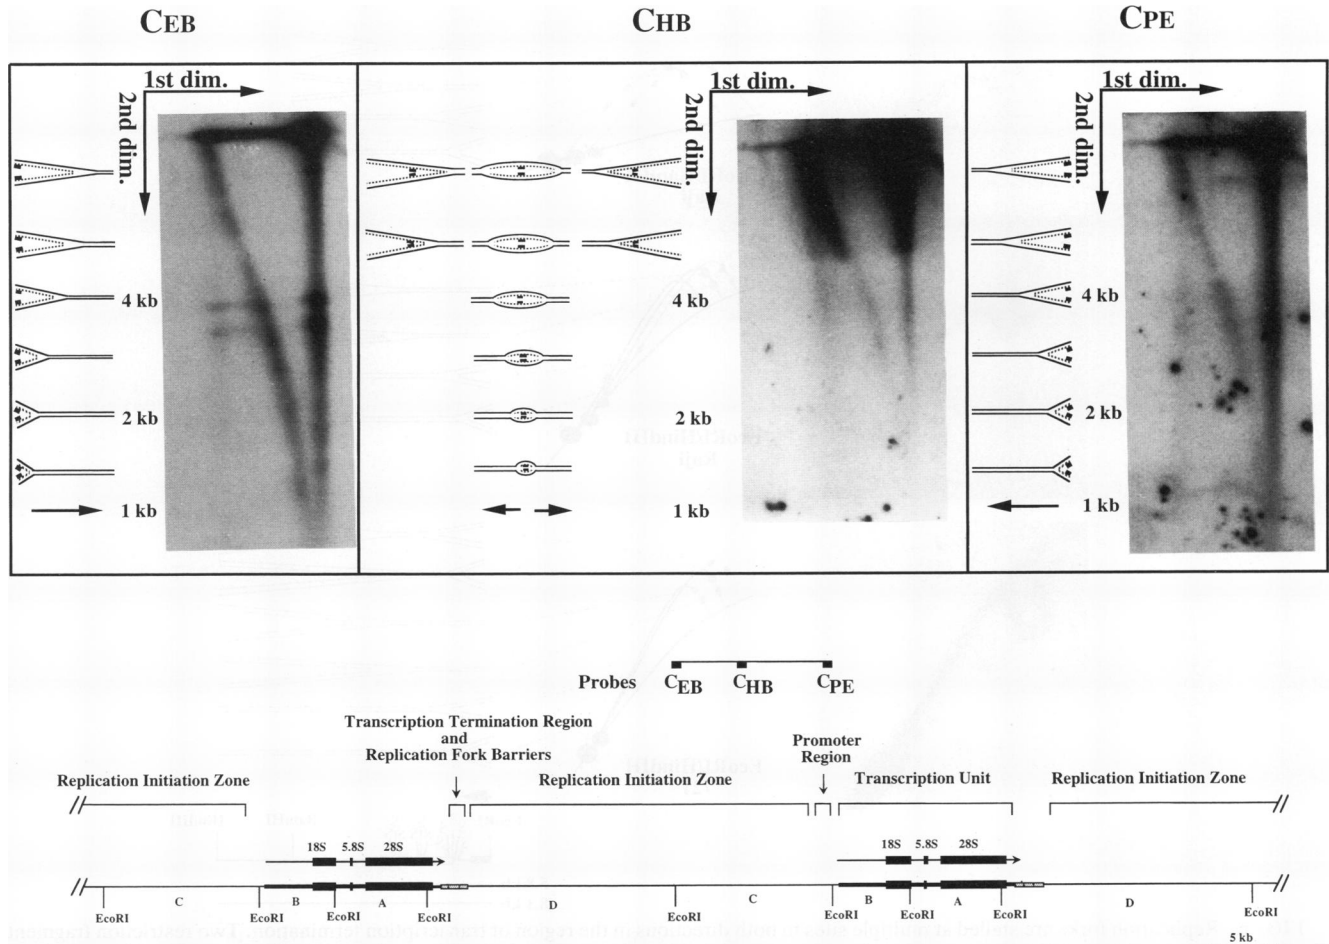 CEB
CHB
CPE
1st dim.
2nd dim.
4 kb
2 kb
1 kb
1st dim.
2nd dim.
4 kb
2 kb
1 kb
1st dim.
2nd dim.
4 kb
2 kb
1 kb
Probes CEB CHB CPE
Transcription Termination Region
and
Replication Fork Barriers
Promoter
Region
Replication Initiation Zone
Replication Initiation Zone
Transcription Unit
Replication Initiation Zone
18S 5.8S 28S
18S 5.8S 28S
C B A D C B A D
EcoRI EcoRI EcoRI EcoRI EcoRI EcoRI EcoRI EcoRI EcoRI
5 kb